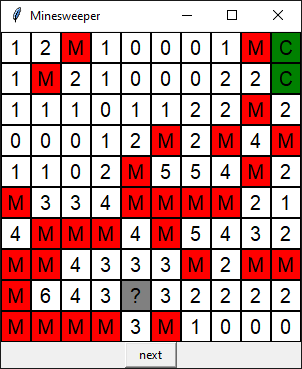 Minesweeper
1 2 M 1 0 0 0 1 M C
1 M 2 1 0 0 0 2 2 C
1 1 1 0 1 1 2 2 M 2
0 0 0 1 2 M 2 M 4 M
1 1 0 2 M 5 5 4 M 2
M 3 3 4 M M M M 2 1
4 M M M 4 M 5 4 3 2
M M 4 3 3 3 M 2 M M
M 6 4 3 ? 3 2 2 2 2
M M M M 3 M 1 0 0 0
next